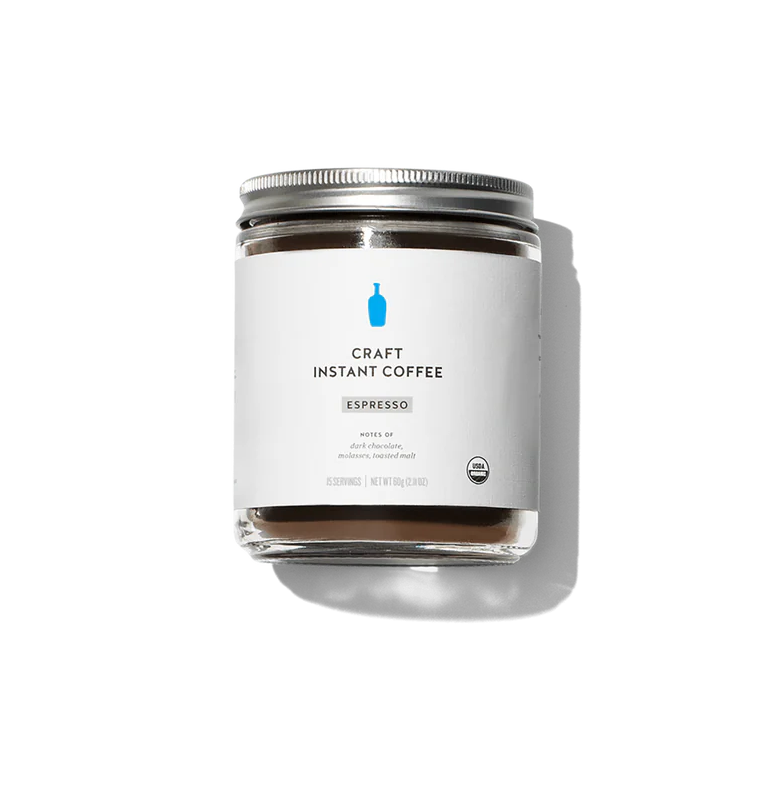 CRAFT
INSTANT COFFEE
ESPRESSO
NOTES OF
dark chocolate,
molasses, toasted malt
15 SERVINGS | NET WT 60g (2.11 OZ)
USDA
ORGANIC